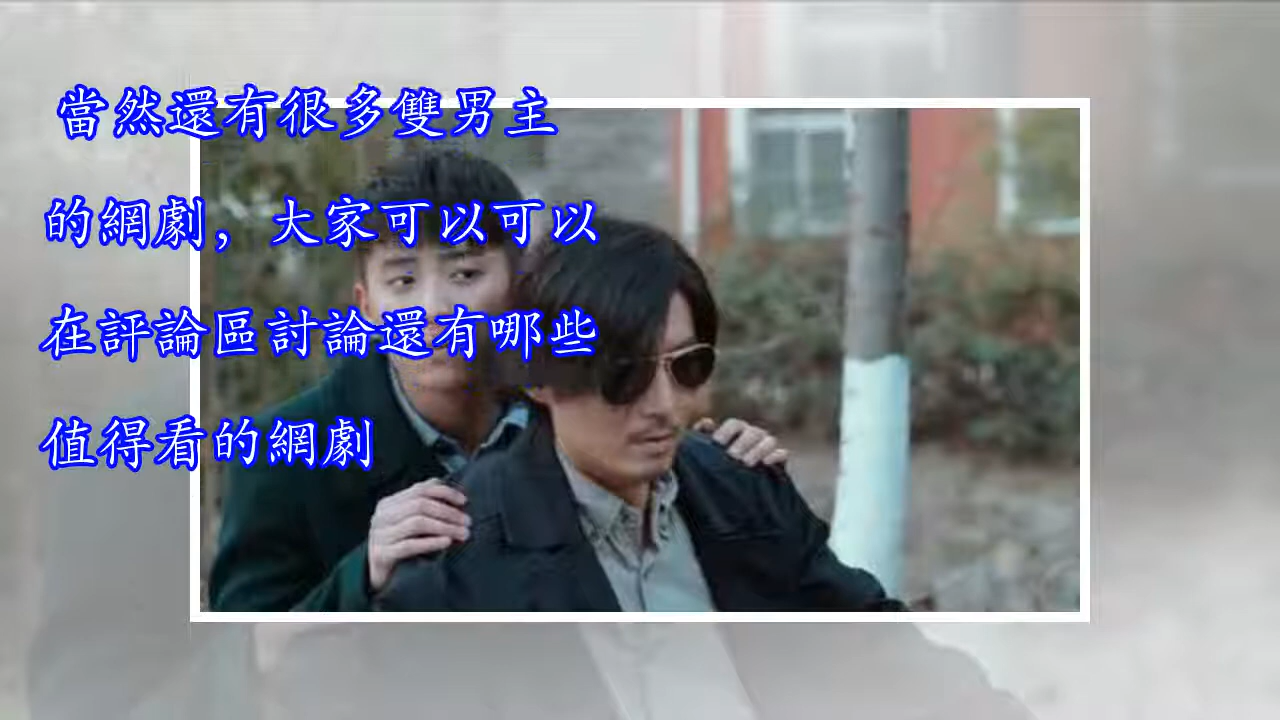 當然還有很多雙男主
的網劇，大家可以可以
在評論區討論還有哪些
值得看的網劇